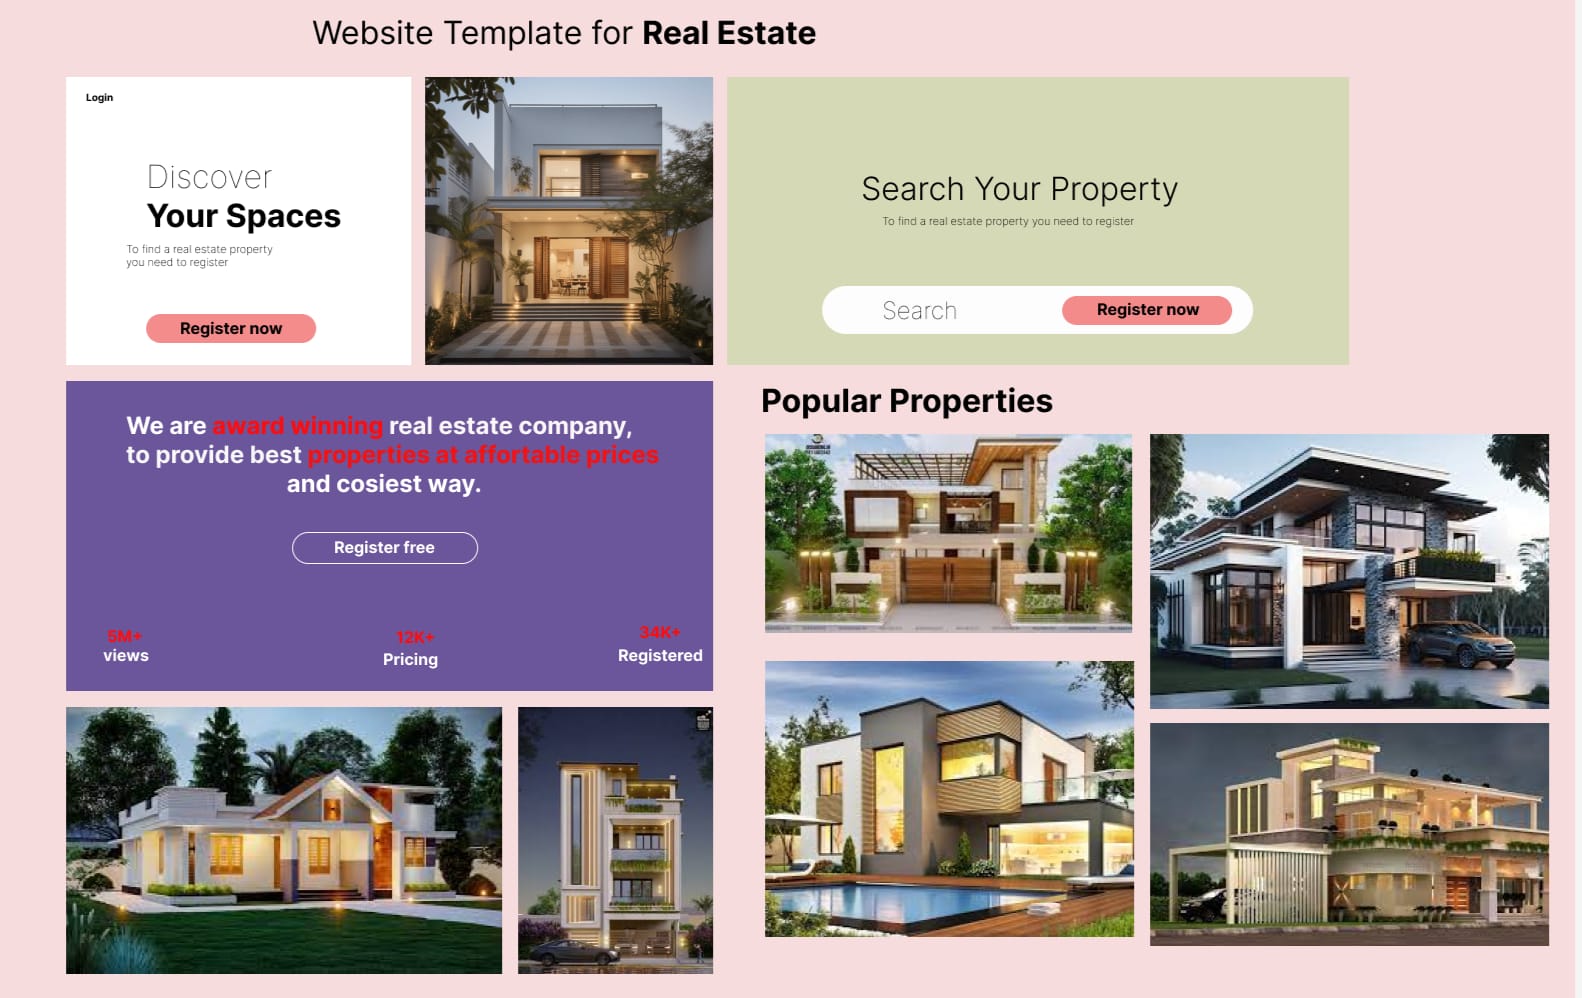 Website Template for Real Estate
Login
Discover
Your Spaces
To find a real estate property
you need to register
Register now
Search Your Property
To find a real estate property you need to register
Search
Register now
We are award winning real estate company,
to provide best properties at affortable prices
and cosiest way.
Register free
5M+
views
12K+
Pricing
34K+
Registered
Popular Properties